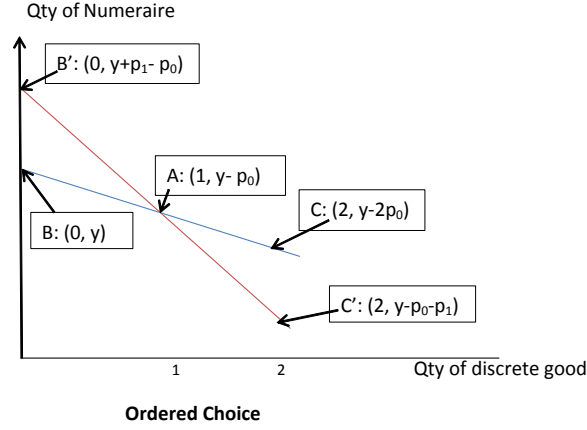 Qty of Numeraire
B’: (0, y+p₁- p₀)
A: (1, y- p₀)
C: (2, y-2p₀)
B: (0, y)
C’: (2, y-p₀-p₁)
1
2
Qty of discrete good
Ordered Choice